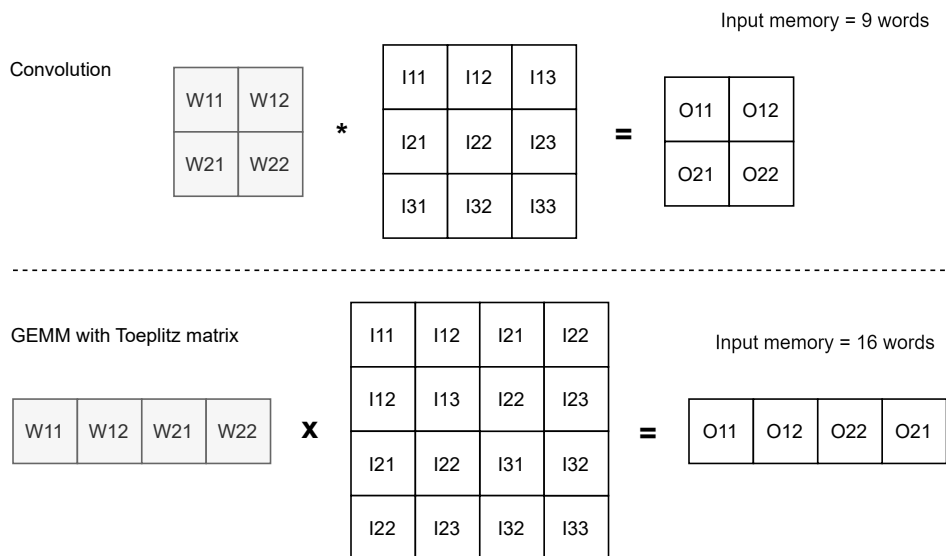 Input memory = 9 words
Convolution
W11 W12
W21 W22
*
I11 I12 I13
I21 I22 I23
I31 I32 I33
=
O11 O12
O21 O22
GEMM with Toeplitz matrix
Input memory = 16 words
W11 W12 W21 W22
x
I11 I12 I21 I22
I12 I13 I22 I23
I21 I22 I31 I32
I22 I23 I32 I33
=
O11 O12 O22 O21